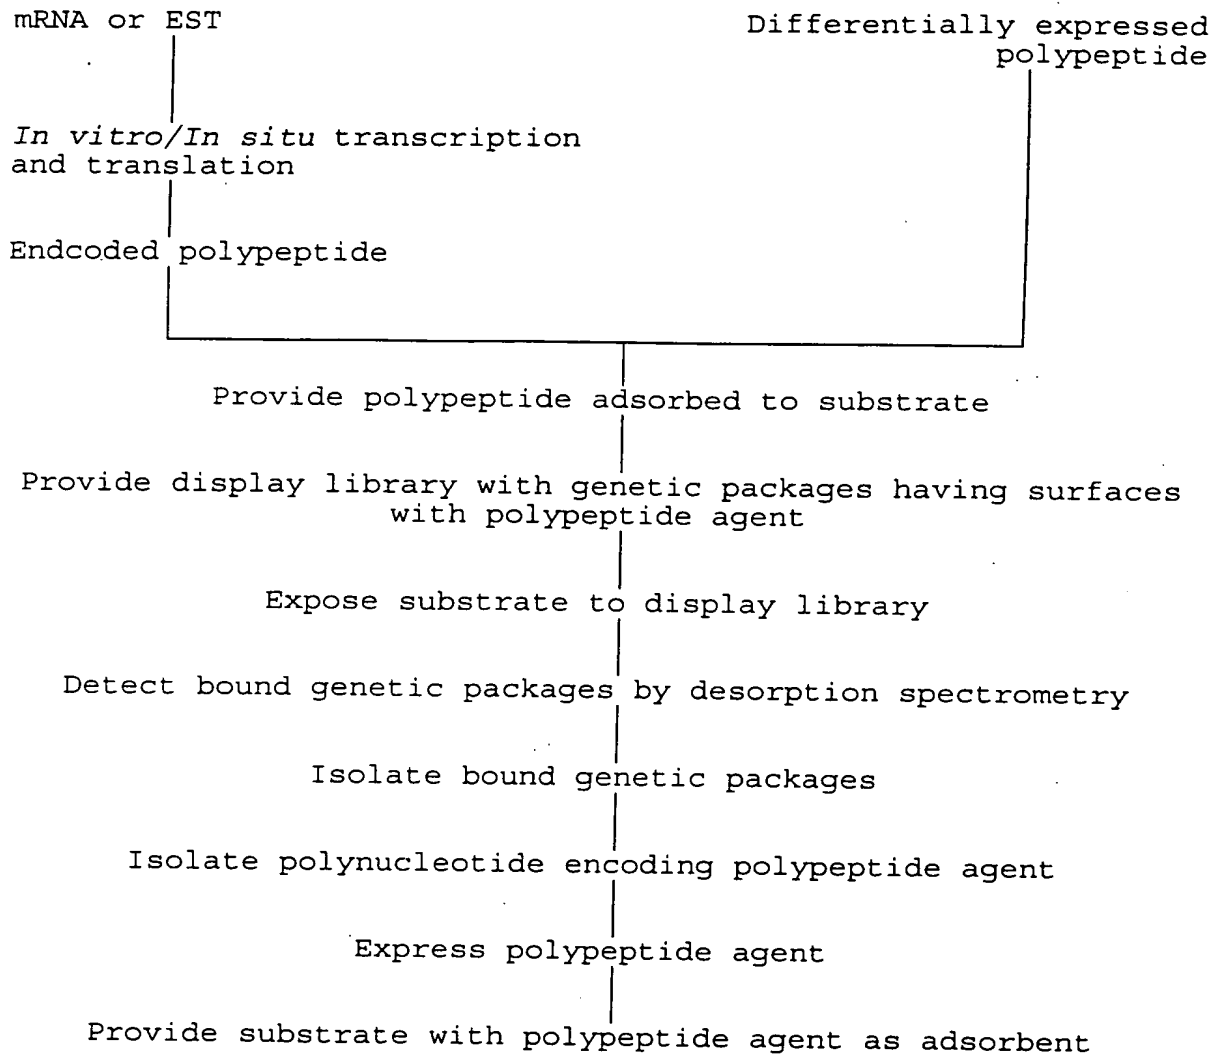 mRNA or EST
Differentially expressed
polypeptide
In vitro/In situ transcription
and translation
Endcoded polypeptide
Provide polypeptide adsorbed to substrate
Provide display library with genetic packages having surfaces
with polypeptide agent
Expose substrate to display library
Detect bound genetic packages by desorption spectrometry
Isolate bound genetic packages
Isolate polynucleotide encoding polypeptide agent
Express polypeptide agent
Provide substrate with polypeptide agent as adsorbent